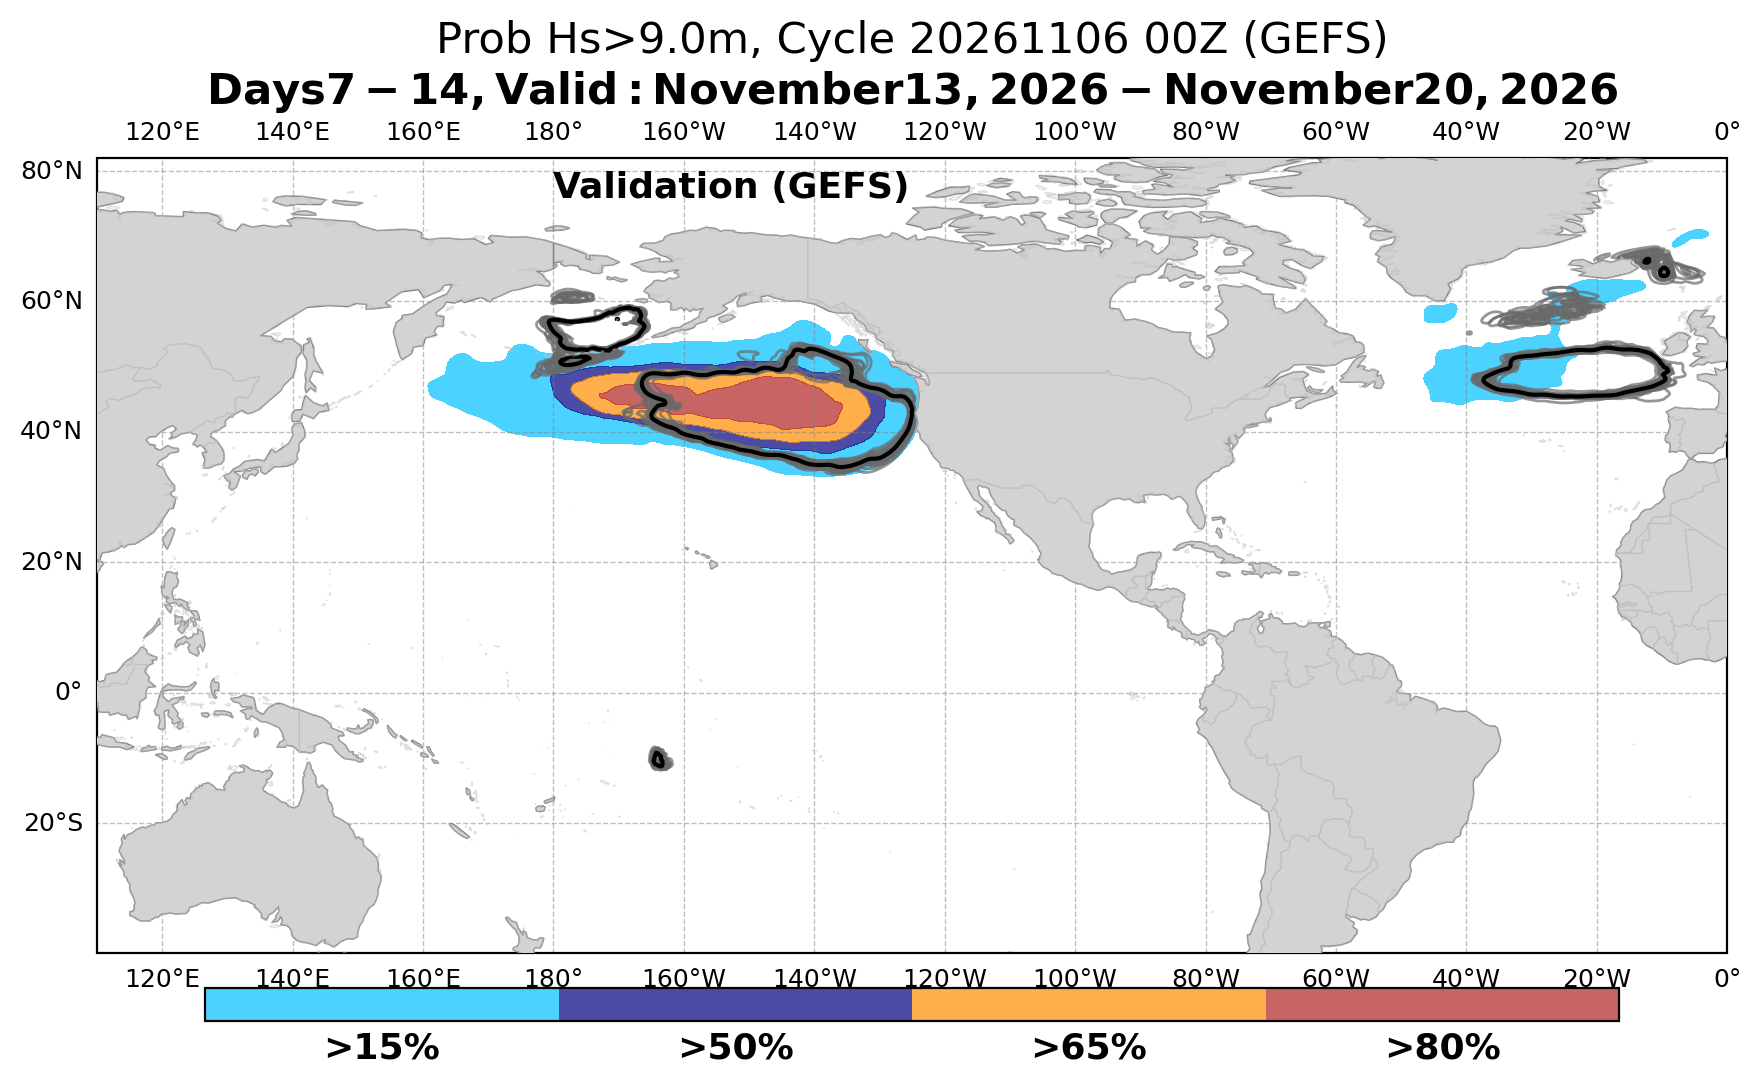 Prob Hs>9.0m, Cycle 20261106 00Z (GEFS)
Days7 − 14, Valid : November13, 2026 − November20, 2026
120°E 140°E 160°E 180° 160°W 140°W 120°W 100°W 80°W 60°W 40°W 20°W 0°
80°N
Validation (GEFS)
60°N
40°N
20°N
0°
20°S
120°E 140°E 160°E 180° 160°W 140°W 120°W 100°W 80°W 60°W 40°W 20°W 0°
>15% >50% >65% >80%